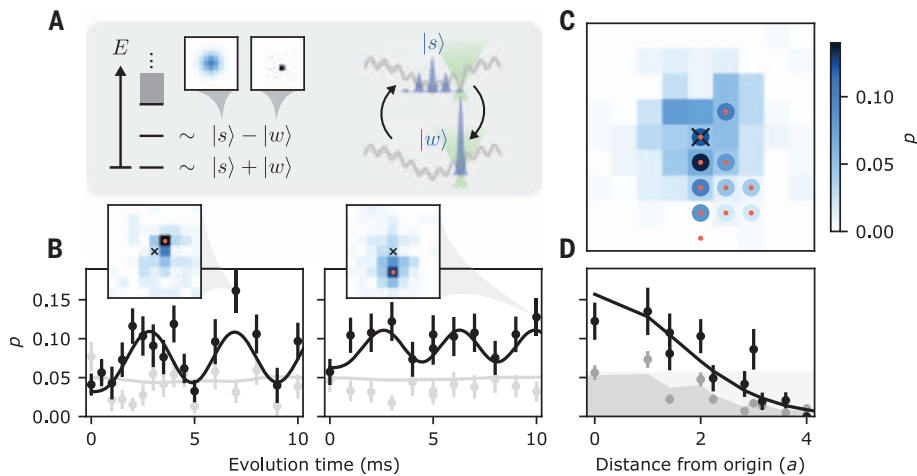 A
E
⋮
∼ |s⟩ − |w⟩
∼ |s⟩ + |w⟩
|s⟩
|w⟩
B
p
0.15
0.10
0.05
0.00
0
5
10
0
5
10
Evolution time (ms)
C
0.10
0.05
0.00
p
D
0
2
4
Distance from origin (a)